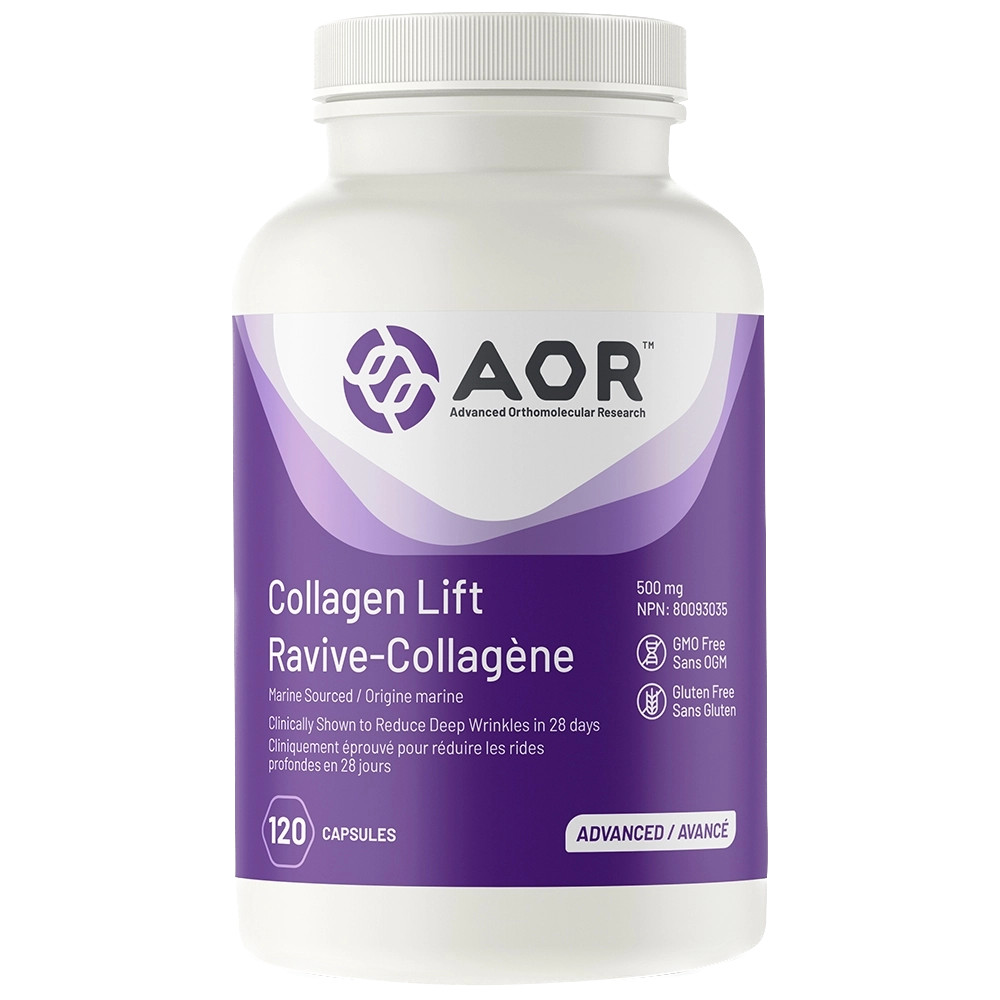 AOR™
Advanced Orthomolecular Research
Collagen Lift
Ravive-Collagène
Marine Sourced / Origine marine
Clinically Shown to Reduce Deep Wrinkles in 28 days
Cliniquement éprouvé pour réduire les rides
profondes en 28 jours
500 mg
NPN: 80093035
GMO Free
Sans OGM
Gluten Free
Sans Gluten
120 CAPSULES
ADVANCED / AVANCÉ